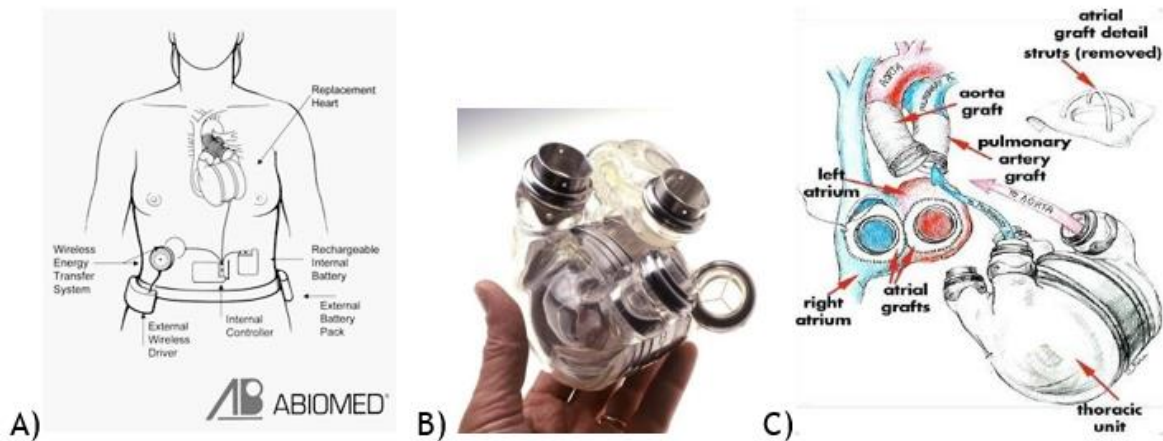 Replacement
Heart
Wireless
Energy
Transfer
System
External
Wireless
Driver
Internal
Controller
Rechargeable
Internal
Battery
External
Battery
Pack
AB ABIOMED®
A)
B)
atrial
graft detail
struts (removed)
AORTA
aorta
graft
pulmonary
artery
graft
left
atrium
TO AORTA
right
atrium
atrial
grafts
thoracic
unit
C)